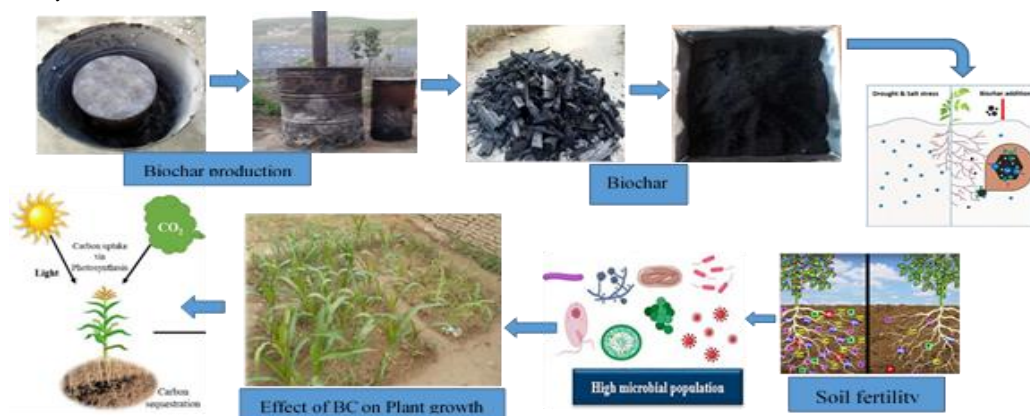 Biochar production
Biochar
Drought & Salt stress
Biochar addition
Soil fertility
High microbial population
Effect of BC on Plant growth
CO₂
Carbon uptake
via
Photosynthesis
Light
Carbon
sequestration